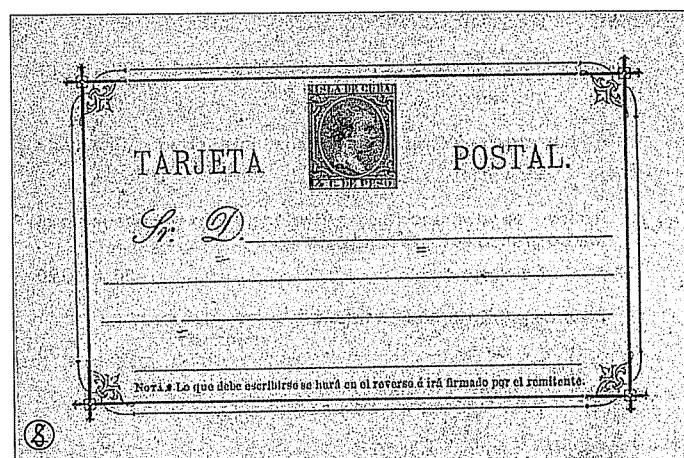 ISLA DE CUBA
TARJETA POSTAL.
C. DE PESO
Sr. D.
NOTA Lo que debe escribirse se hará en el reverso é irá firmado por el remitente.
8